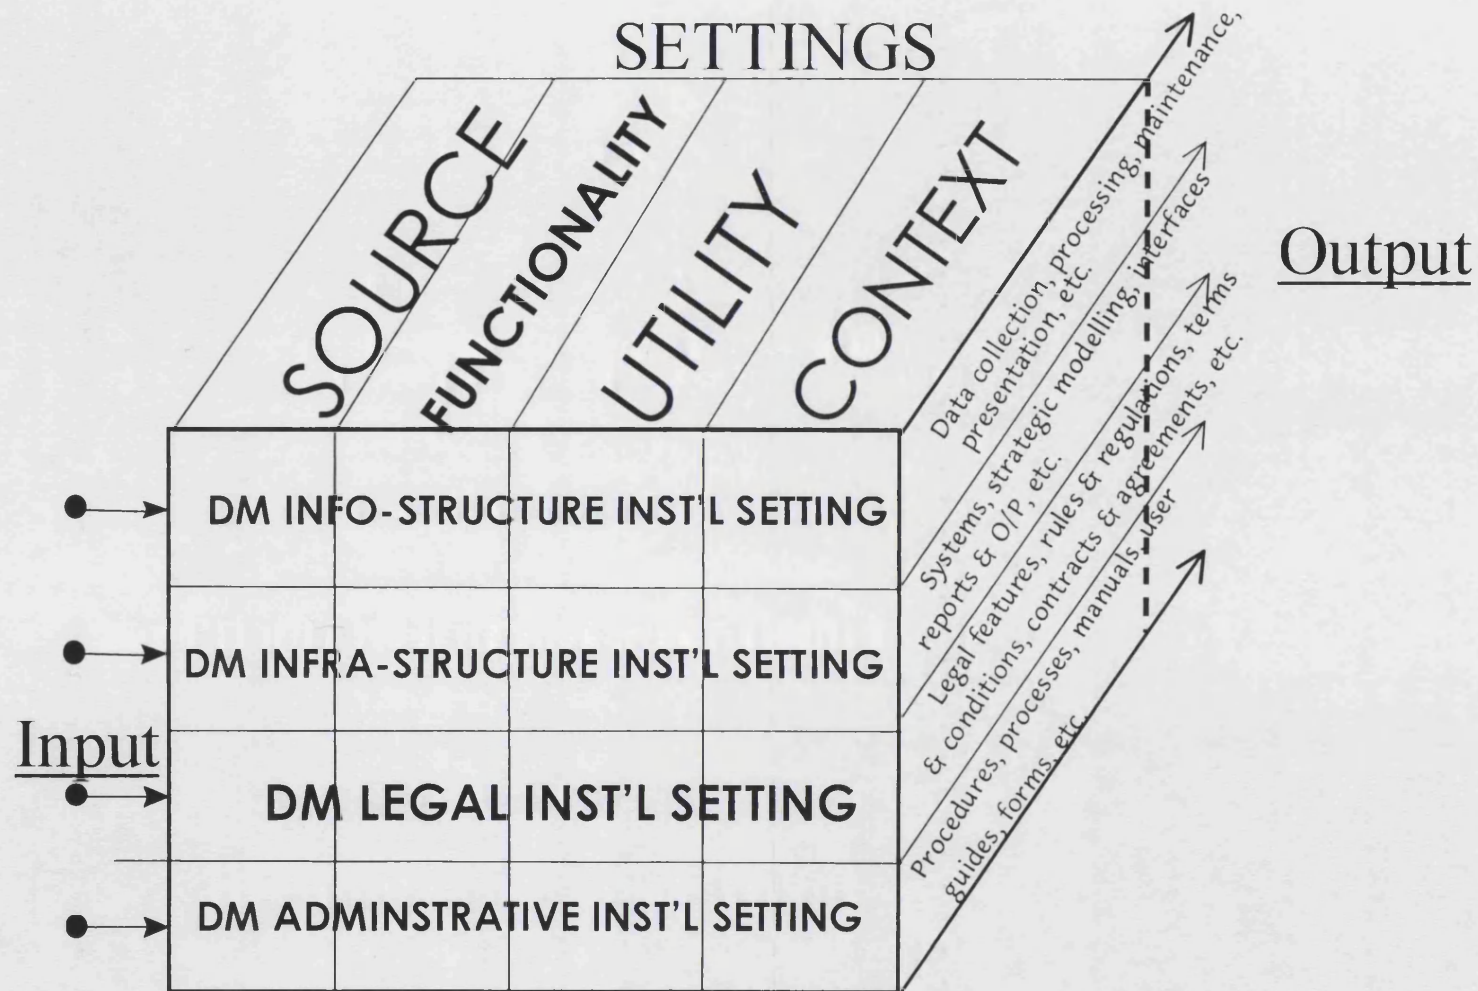 SETTINGS
SOURCE
FUNCTIONALITY
UTILITY
CONTEXT
Data collection, processing, maintenance,
presentation, etc.
Systems, strategic modelling, interfaces
reports & O/P, etc.
Legal features, rules & regulations, terms
& conditions, contracts & agreements, etc.
Procedures, processes, manuals, user
guides, forms, etc.
Output
Input
DM INFO-STRUCTURE INST'L SETTING
DM INFRA-STRUCTURE INST'L SETTING
DM LEGAL INST'L SETTING
DM ADMINSTRATIVE INST'L SETTING